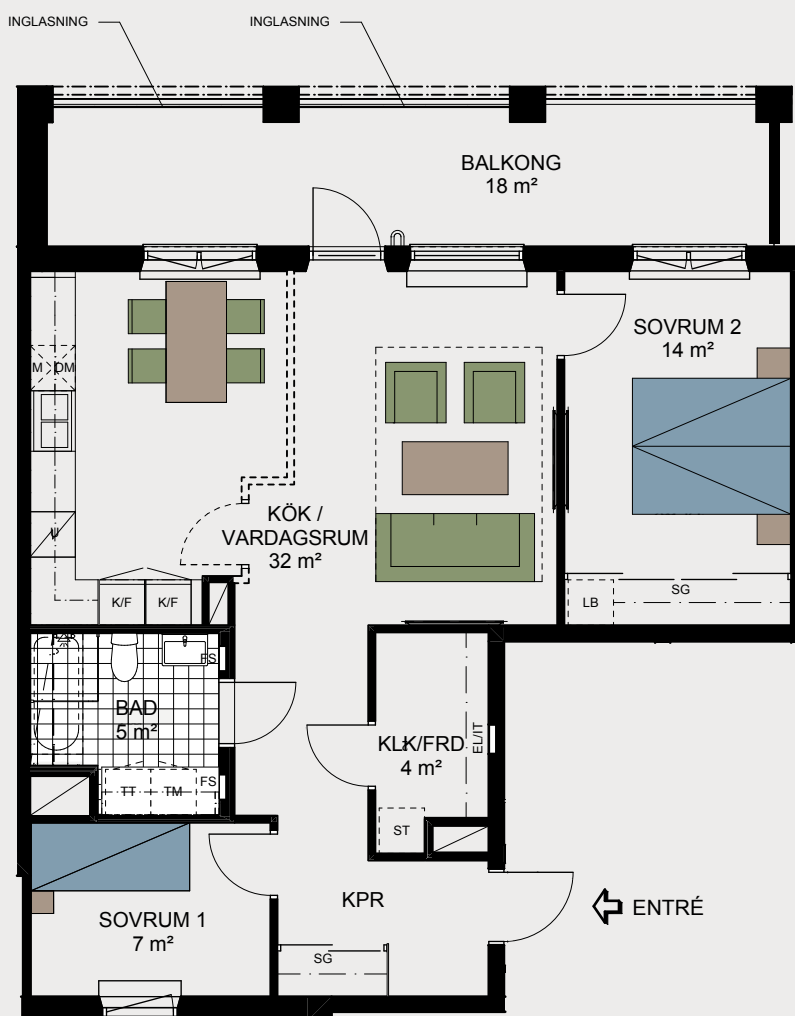 INGLASNING INGLASNING
BALKONG
18 m²
SOVRUM 2
14 m²
M DM
KÖK /
VARDAGSRUM
32 m²
U
K/F K/F
LB SG
FS
BAD
5 m²
KLK/FRD
4 m²
EL/IT
TT TM FS
ST
KPR
ENTRÉ
SOVRUM 1
7 m²
SG